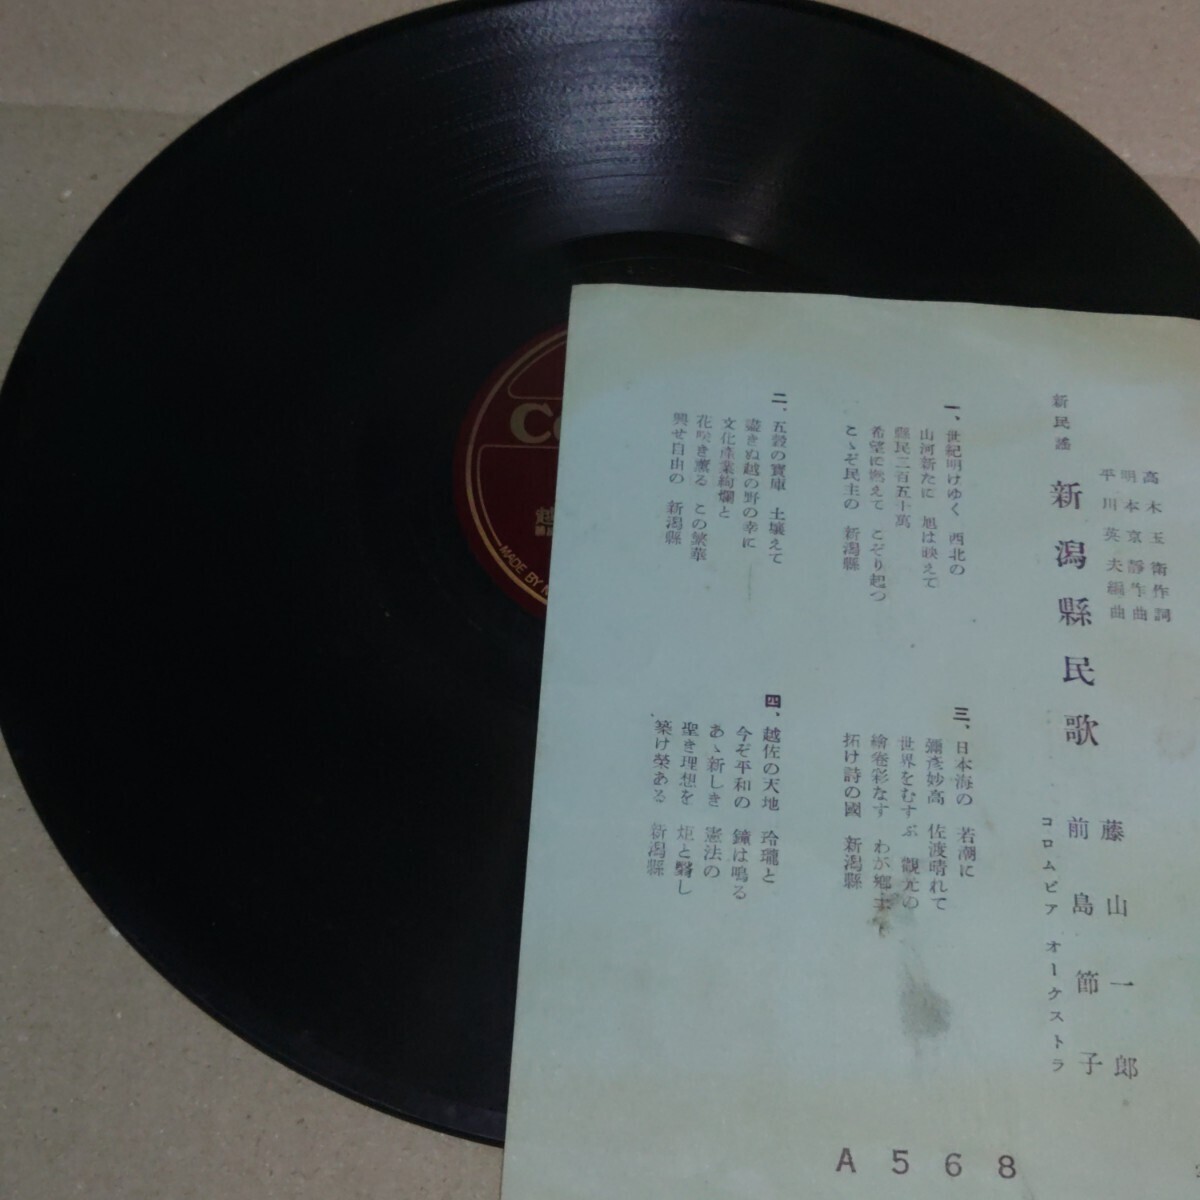 高木玉衛作詞
明本京靜作曲
平川英夫編曲
新民謠
新潟縣民歌
藤山一郎
前島節子
コロムビア オーケストラ
一、世紀明けゆく 西北の
山河新たに 旭は映えて
縣民二百五十萬
希望に燃えて こぞり起つ
こゝぞ民主の 新潟縣
二、五穀の寶庫 土壤えて
盡きぬ越の野の幸に
文化産業絢爛と
花咲き薫る この繁華
興せ自由の 新潟縣
三、日本海の 若潮に
彌彦妙高 佐渡晴れて
世界をむすぶ 觀光の
繪卷彩なす わが郷土
拓け詩の國 新潟縣
四、越佐の天地 玲瓏と
今ぞ平和の 鐘は鳴る
あゝ新しき 憲法の
聖き理想を 炬と翳し
築け榮ある 新潟縣
A568
Co
越
MADE BY N